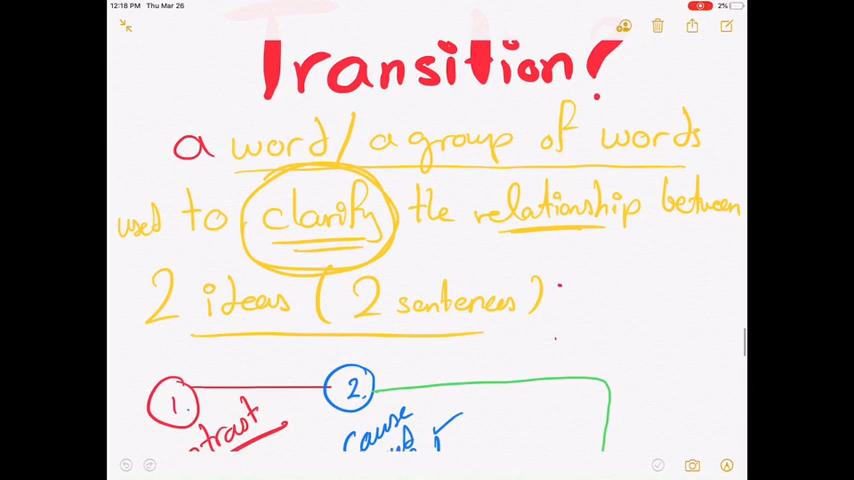 12:18 PM Thu Mar 26
2%
Transition?
a word/a group of words
used to clarify the relationship between
2 ideas (2 sentences)
1.
2.
cause